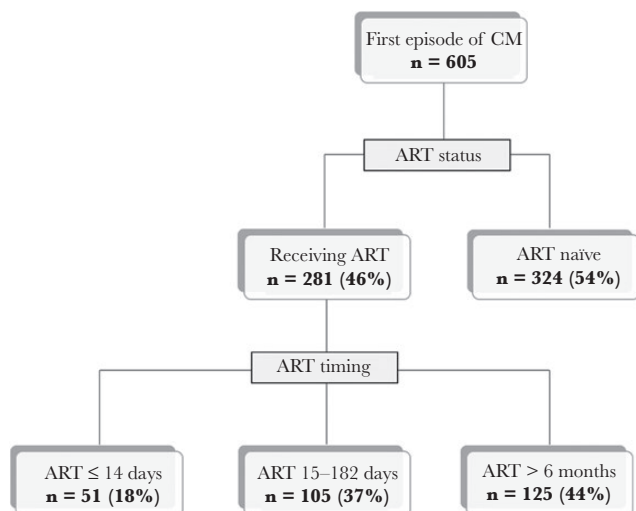 First episode of CM
n = 605
ART status
Receiving ART
n = 281 (46%)
ART naïve
n = 324 (54%)
ART timing
ART ≤ 14 days
n = 51 (18%)
ART 15–182 days
n = 105 (37%)
ART > 6 months
n = 125 (44%)